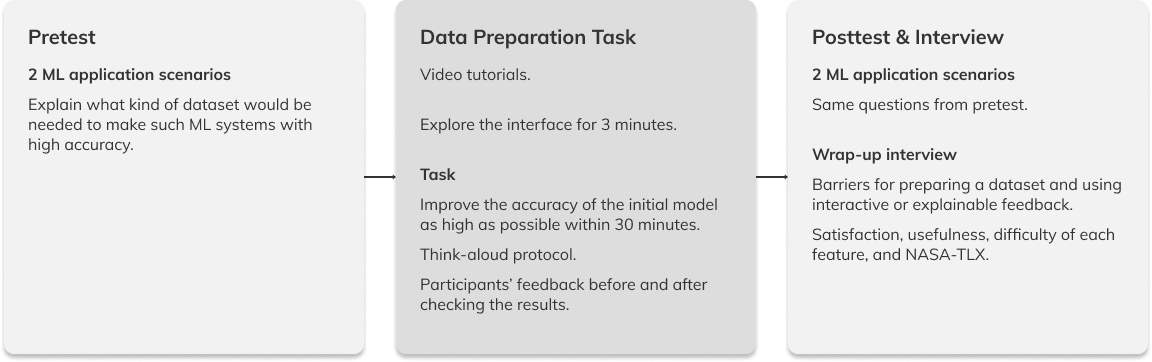 Pretest
2 ML application scenarios
Explain what kind of dataset would be
needed to make such ML systems with
high accuracy.
Data Preparation Task
Video tutorials.
Explore the interface for 3 minutes.
Task
Improve the accuracy of the initial model
as high as possible within 30 minutes.
Think-aloud protocol.
Participants’ feedback before and after
checking the results.
Posttest & Interview
2 ML application scenarios
Same questions from pretest.
Wrap-up interview
Barriers for preparing a dataset and using
interactive or explainable feedback.
Satisfaction, usefulness, difficulty of each
feature, and NASA-TLX.